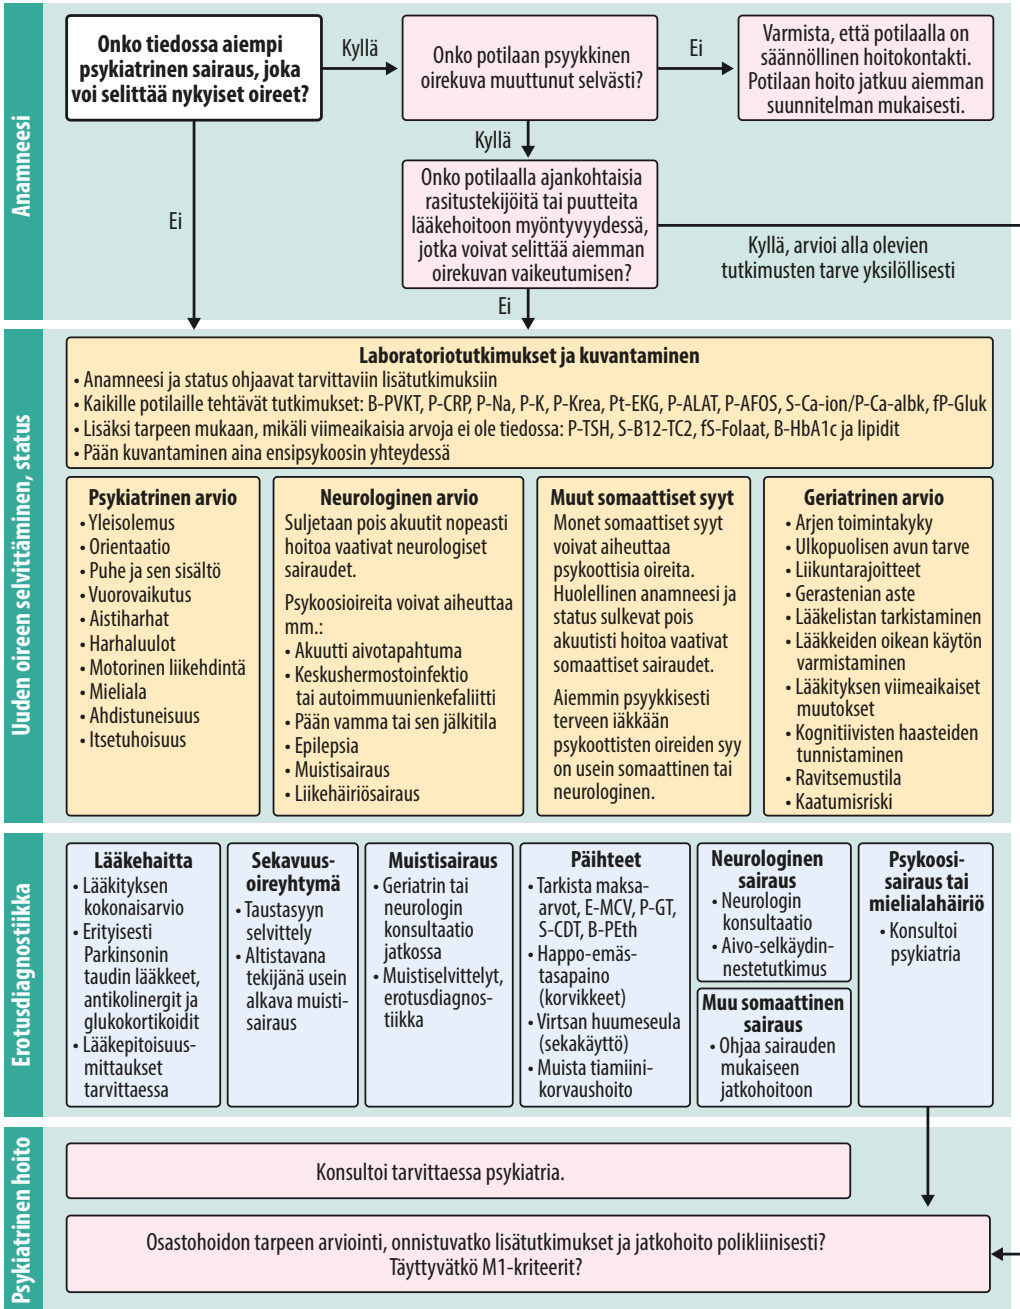 Anamneesi
Onko tiedossa aiempi
psykiatrinen sairaus, joka
voi selittää nykyiset oireet?
Kyllä
Onko potilaan psyykkinen
oirekuva muuttunut selvästi?
Ei
Varmista, että potilaalla on
säännöllinen hoitokontakti.
Potilaan hoito jatkuu aiemman
suunnitelman mukaisesti.
Kyllä
Ei
Onko potilaalla ajankohtaisia
rasitustekijöitä tai puutteita
lääkehoitoon myöntyvyydessä,
jotka voivat selittää aiemman
oirekuvan vaikeutumisen?
Kyllä, arvioi alla olevien
tutkimusten tarve yksilöllisesti
Ei
Uuden oireen selvittäminen, status
Laboratoriotutkimukset ja kuvantaminen
• Anamneesi ja status ohjaavat tarvittaviin lisätutkimuksiin
• Kaikille potilaille tehtävät tutkimukset: B-PVKT, P-CRP, P-Na, P-K, P-Krea, Pt-EKG, P-ALAT, P-AFOS, S-Ca-ion/P-Ca-albk, fP-Gluk
• Lisäksi tarpeen mukaan, mikäli viimeaikaisia arvoja ei ole tiedossa: P-TSH, S-B12-TC2, fS-Folaat, B-HbA1c ja lipidit
• Pään kuvantaminen aina ensipsykoosin yhteydessä
Psykiatrinen arvio
• Yleisolemus
• Orientaatio
• Puhe ja sen sisältö
• Vuorovaikutus
• Aistiharhat
• Harhaluulot
• Motorinen liikehdintä
• Mieliala
• Ahdistuneisuus
• Itsetuhoisuus
Neurologinen arvio
Suljetaan pois akuutit nopeasti
hoitoa vaativat neurologiset
sairaudet.
Psykoosioireita voivat aiheuttaa
mm.:
• Akuutti aivotapahtuma
• Keskushermostoinfektio
tai autoimmuunienkefaliitti
• Pään vamma tai sen jälkitila
• Epilepsia
• Muistisairaus
• Liikehäiriösairaus
Muut somaattiset syyt
Monet somaattiset syyt
voivat aiheuttaa
psykoottisia oireita.
Huolellinen anamneesi ja
status sulkevat pois
akuutisti hoitoa vaativat
somaattiset sairaudet.
Aiemmin psyykkisesti
terveen iäkkään
psykoottisten oireiden syy
on usein somaattinen tai
neurologinen.
Geriatrinen arvio
• Arjen toimintakyky
• Ulkopuolisen avun tarve
• Liikuntarajoitteet
• Gerastenian aste
• Lääkelistan tarkistaminen
• Lääkkeiden oikean käytön
varmistaminen
• Lääkityksen viimeaikaiset
muutokset
• Kognitiivisten haasteiden
tunnistaminen
• Ravitsemustila
• Kaatumisriski
Erotusdiagnostiikka
Lääkehaitta
• Lääkityksen
kokonaisarvio
• Erityisesti
Parkinsonin
taudin lääkkeet,
antikolinergit ja
glukokortikoidit
• Lääkepitoisuus-
mittaukset
tarvittaessa
Sekavuus-
oireyhtymä
• Taustasyyn
selvittely
• Altistavana
tekijänä usein
alkava muisti-
sairaus
Muistisairaus
• Geriatrin tai
neurologin
konsultaatio
jatkossa
• Muistiselvittelyt,
erotusdiagnos-
tiikka
Päihteet
• Tarkista maksa-
arvot, E-MCV, P-GT,
S-CDT, B-PEth
• Happo-emäs-
tasapaino
(korvikkeet)
• Virtsan huumeseula
(sekakäyttö)
• Muista tiamiini-
korvaushoito
Neurologinen
sairaus
• Neurologin
konsultaatio
• Aivo-selkäydin-
nestetutkimus
Muu somaattinen
sairaus
• Ohjaa sairauden
mukaiseen
jatkohoitoon
Psykoosi-
sairaus tai
mielialahäiriö
• Konsultoi
psykiatria
Psykiatrinen hoito
Konsultoi tarvittaessa psykiatria.
Osastohoidon tarpeen arviointi, onnistuvatko lisätutkimukset ja jatkohoito polikliinisesti?
Täyttyvätkö M1-kriteerit?